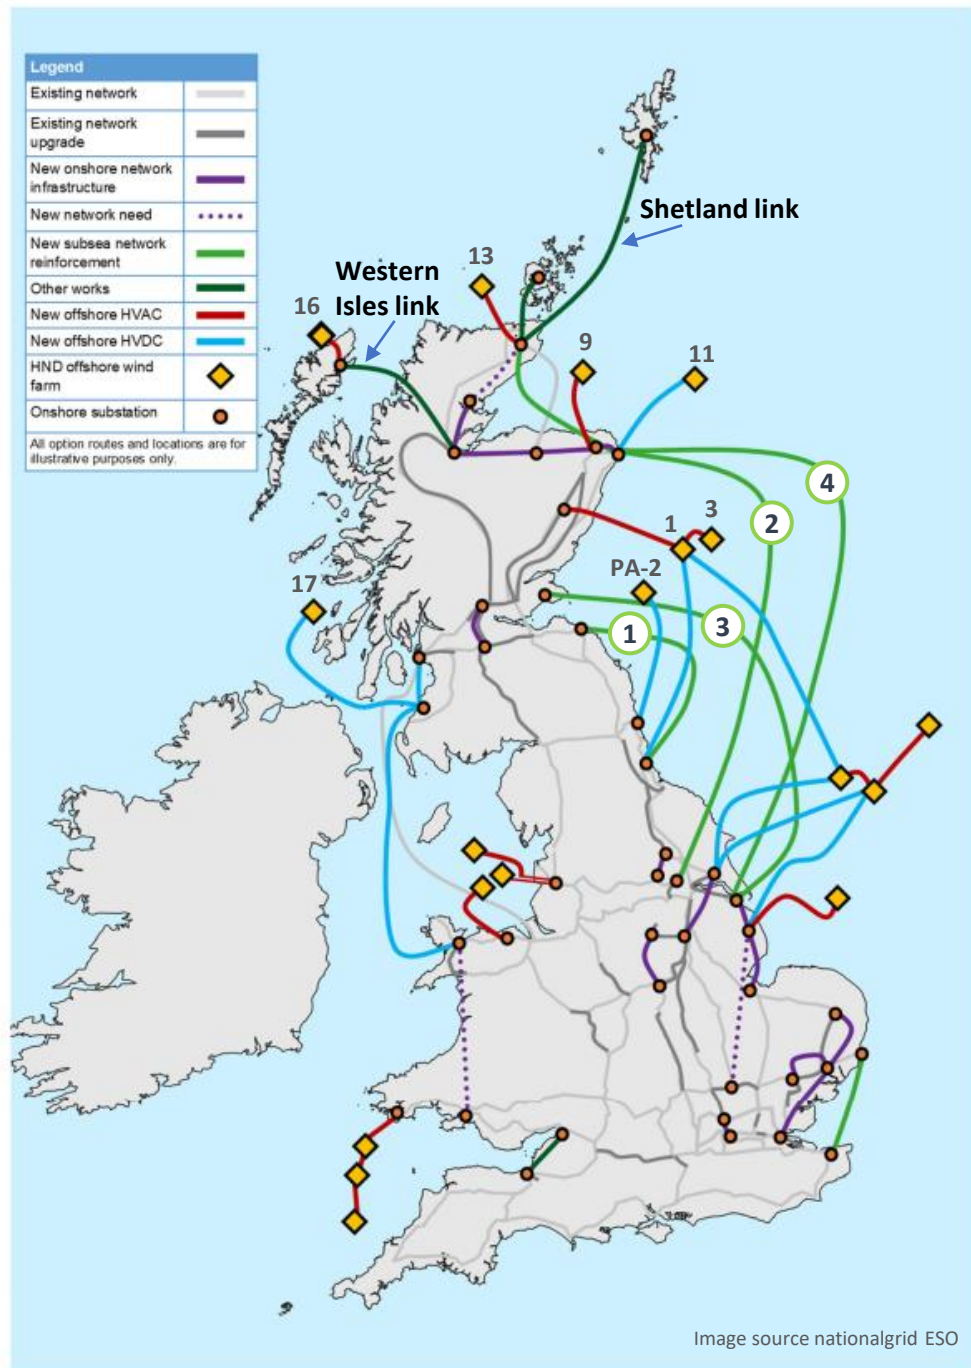 Legend
Existing network
Existing network
upgrade
New onshore network
infrastructure
New network need
New subsea network
reinforcement
Other works
New offshore HVAC
New offshore HVDC
HND offshore wind
farm
Onshore substation
All option routes and locations are for
illustrative purposes only.
Shetland link
13
Western
Isles link
16
9
11
4
2
3
1
PA-2
17
1
3
Image source nationalgrid ESO